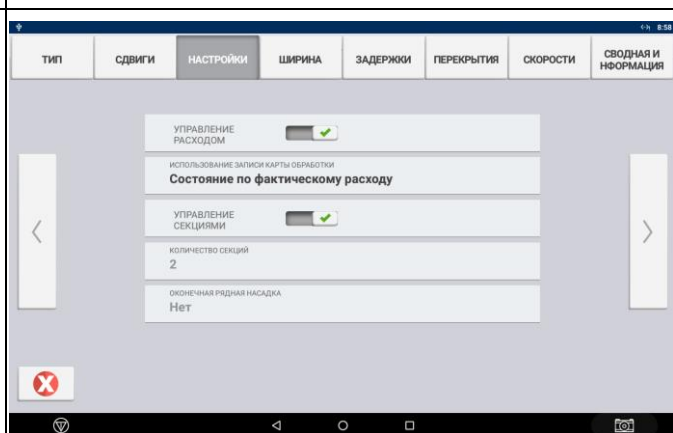 8:58
ТИП
СДВИГИ
НАСТРОЙКИ
ШИРИНА
ЗАДЕРЖКИ
ПЕРЕКРЫТИЯ
СКОРОСТИ
СВОДНАЯ И
НФОРМАЦИЯ
УПРАВЛЕНИЕ
РАСХОДОМ
ИСПОЛЬЗОВАНИЕ ЗАПИСИ КАРТЫ ОБРАБОТКИ
Состояние по фактическому расходу
УПРАВЛЕНИЕ
СЕКЦИЯМИ
КОЛИЧЕСТВО СЕКЦИЙ
2
ОКОНЕЧНАЯ РЯДНАЯ НАСАДКА
Нет